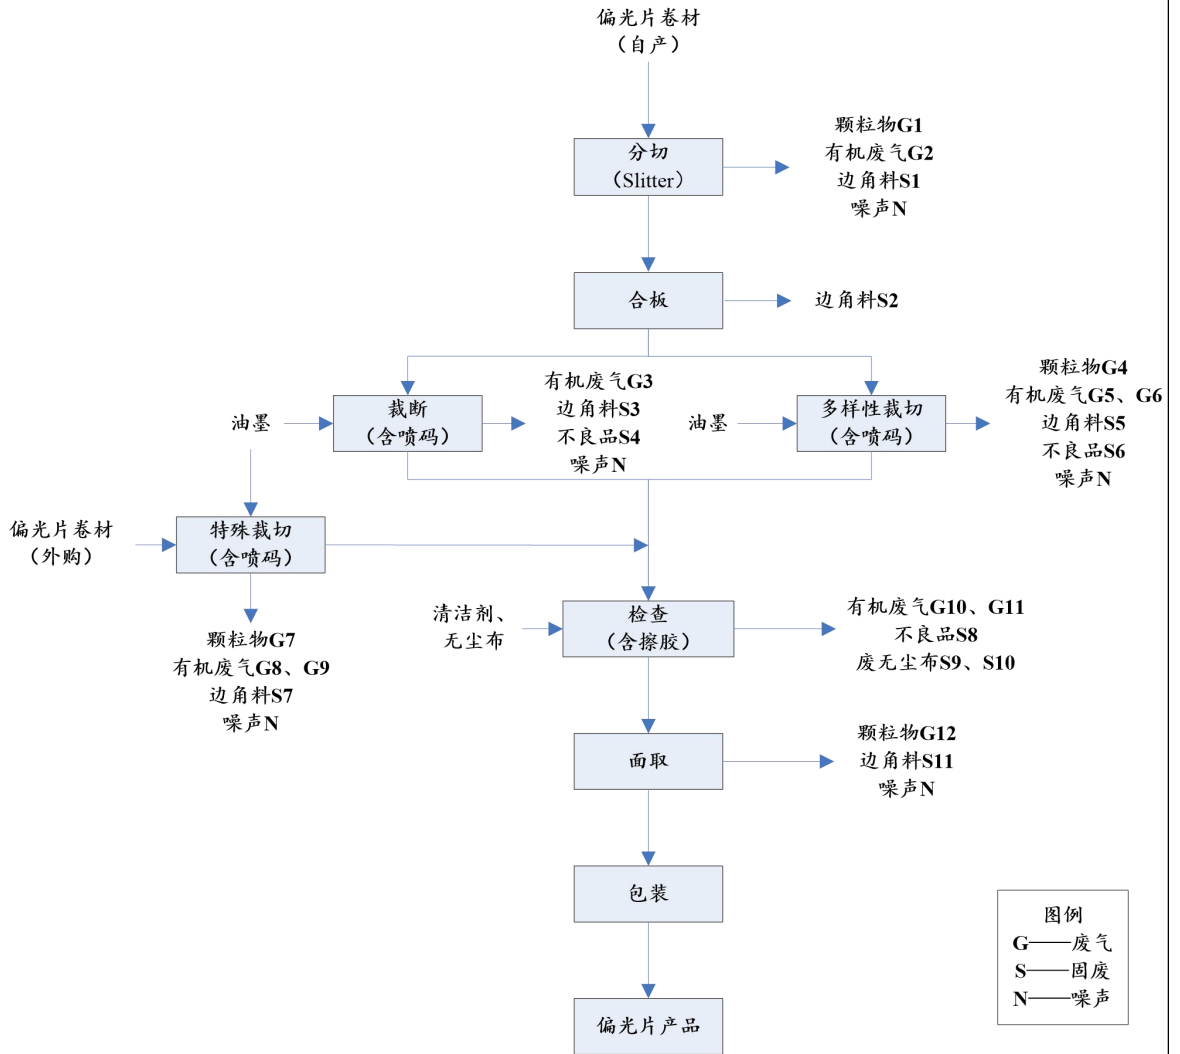 偏光片卷材
（自产）
分切
（Slitter）
颗粒物G1
有机废气G2
边角料S1
噪声N
合板
边角料S2
油墨
裁断
（含喷码）
有机废气G3
边角料S3
不良品S4
噪声N
油墨
多样性裁切
（含喷码）
颗粒物G4
有机废气G5、G6
边角料S5
不良品S6
噪声N
偏光片卷材
（外购）
特殊裁切
（含喷码）
颗粒物G7
有机废气G8、G9
边角料S7
噪声N
清洁剂、
无尘布
检查
（含擦胶）
有机废气G10、G11
不良品S8
废无尘布S9、S10
面取
颗粒物G12
边角料S11
噪声N
包装
偏光片产品
图例
G——废气
S——固废
N——噪声